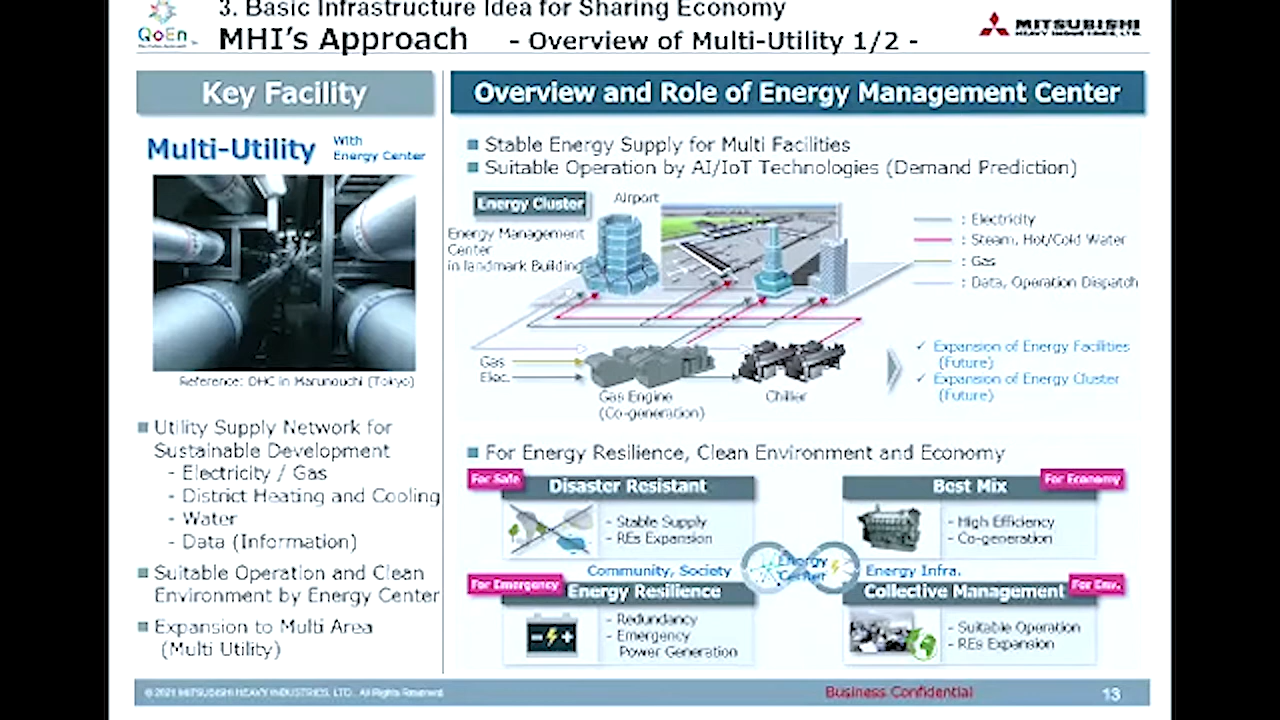 3. Basic Infrastructure Idea for Sharing Economy
QoEn
MHI's Approach - Overview of Multi-Utility 1/2 -
MITSUBISHI
HEAVY INDUSTRIES, LTD.
Key Facility
Multi-Utility
With
Energy Center
Reference: DHC in Marunouchi (Tokyo)
Utility Supply Network for
Sustainable Development
- Electricity / Gas
- District Heating and Cooling
- Water
- Data (Information)
Suitable Operation and Clean
Environment by Energy Center
Expansion to Multi Area
(Multi Utility)
Overview and Role of Energy Management Center
Stable Energy Supply for Multi Facilities
Suitable Operation by AI/IoT Technologies (Demand Prediction)
Energy Cluster
Airport
Energy Management
Center
in landmark Building
: Electricity
: Steam, Hot/Cold Water
: Gas
: Data, Operation Dispatch
Gas
Elec.
Gas Engine
(Co-generation)
Chiller
✓ Expansion of Energy Facilities
(Future)
✓ Expansion of Energy Cluster
(Future)
For Energy Resilience, Clean Environment and Economy
For Safe
Disaster Resistant
- Stable Supply
- REs Expansion
Best Mix
For Economy
- High Efficiency
- Co-generation
Community, Society
Energy
Center
Energy Infra.
For Emergency
Energy Resilience
- Redundancy
- Emergency
Power Generation
Collective Management
For Env.
- Suitable Operation
- REs Expansion
© 2021 MITSUBISHI HEAVY INDUSTRIES, LTD. All Rights Reserved.
Business Confidential
13